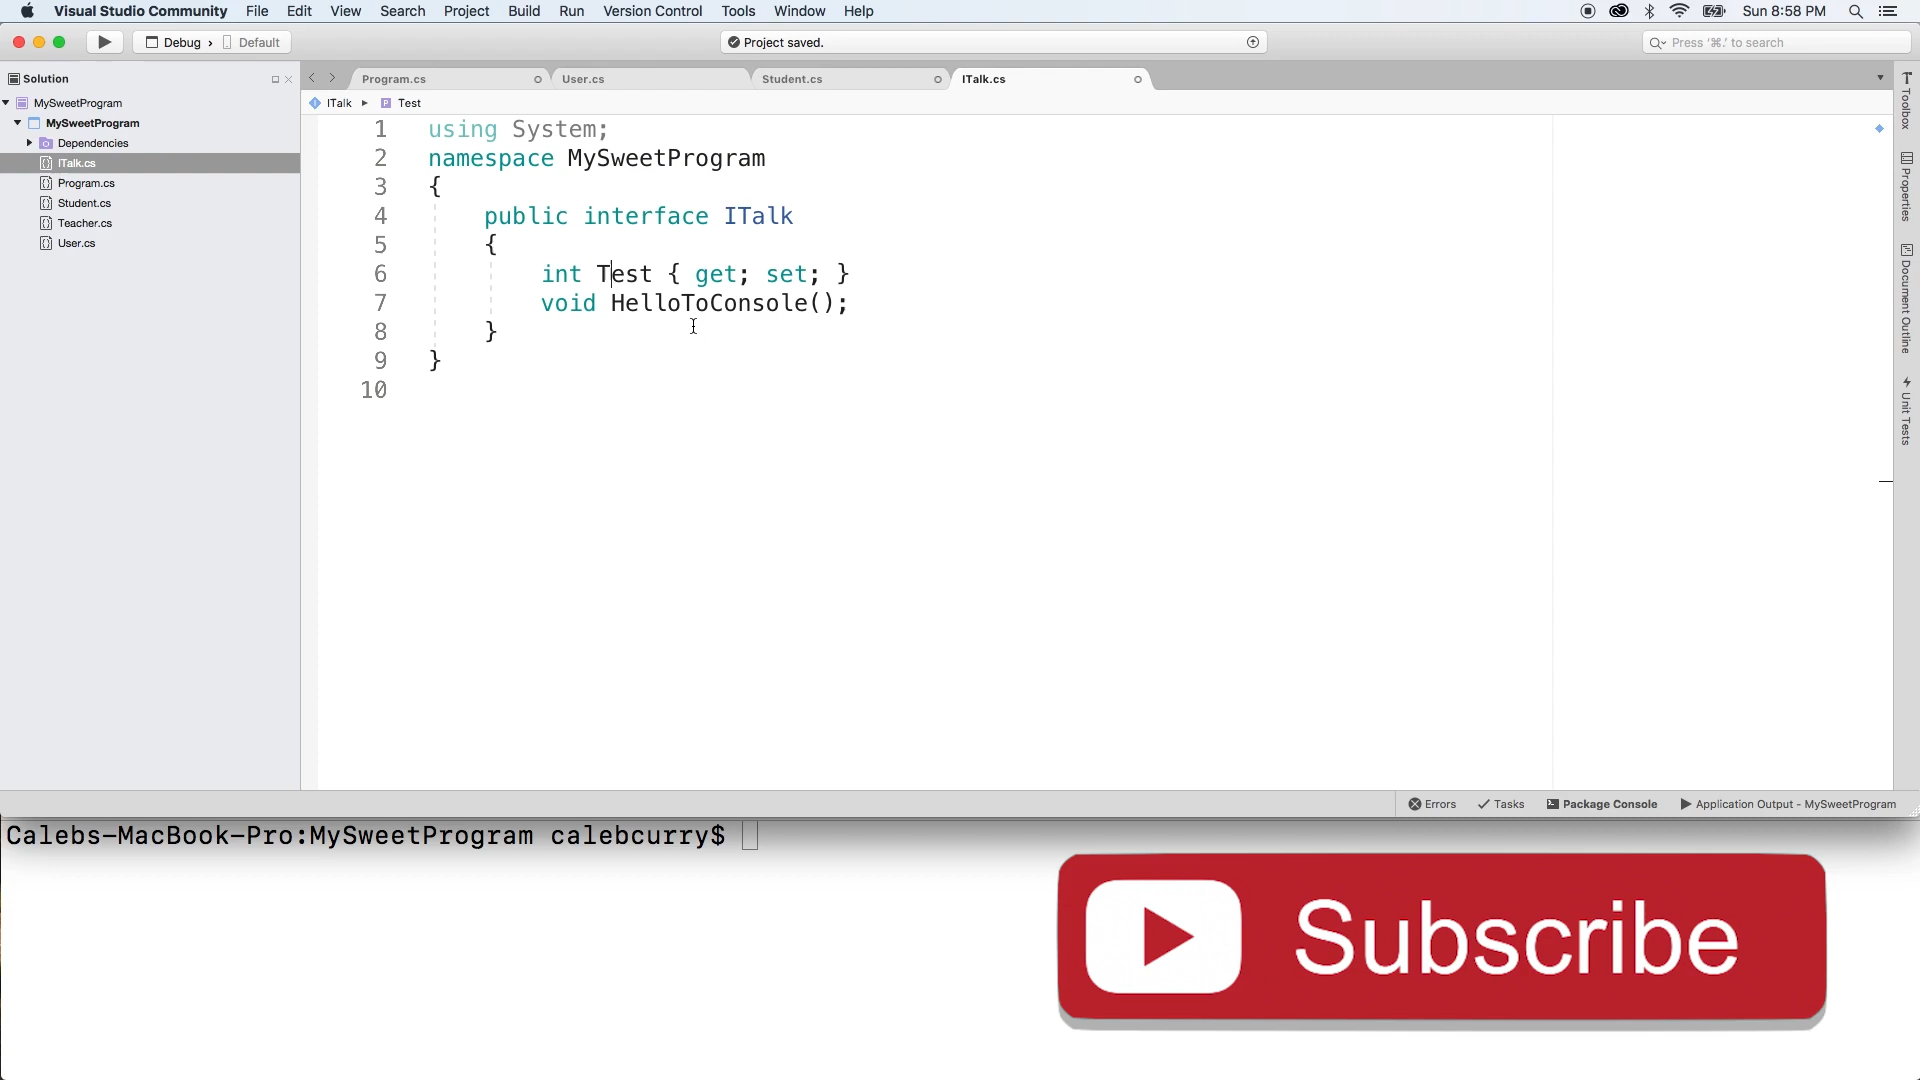 Visual Studio Community File Edit View Search Project Build Run Version Control Tools Window Help Sun 8:58 PM
Debug › Default Project saved. Press '⌘.' to search
Solution
Program.cs User.cs Student.cs ITalk.cs
MySweetProgram
MySweetProgram
Dependencies
ITalk.cs
Program.cs
Student.cs
Teacher.cs
User.cs
ITalk ▸ Test
1 using System;
2 namespace MySweetProgram
3 {
4 public interface ITalk
5 {
6 int Test { get; set; }
7 void HelloToConsole();
8 }
9 }
10
Toolbox
Properties
Document Outline
Unit Tests
Errors Tasks Package Console Application Output - MySweetProgram
Calebs-MacBook-Pro:MySweetProgram calebcurry$
Subscribe